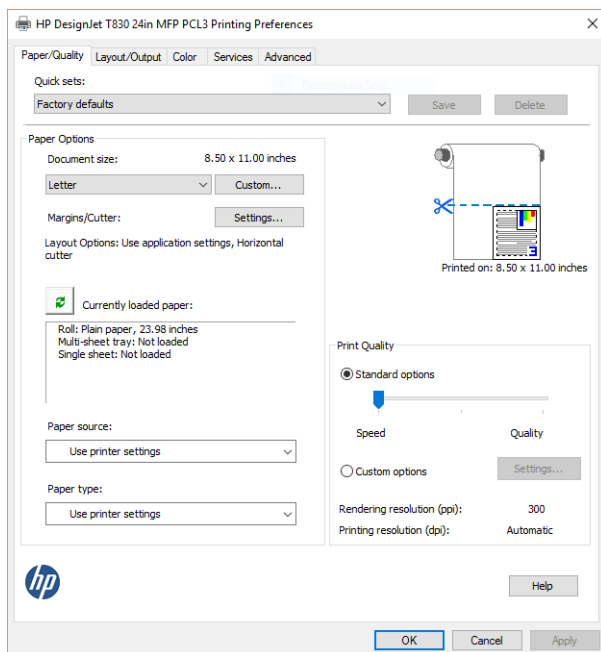 HP DesignJet T830 24in MFP PCL3 Printing Preferences
Paper/Quality Layout/Output Color Services Advanced
Quick sets:
Factory defaults
Save
Delete
Paper Options
Document size: 8.50 x 11.00 inches
Letter
Custom...
Margins/Cutter:
Settings...
Layout Options: Use application settings, Horizontal
cutter
Currently loaded paper:
Roll: Plain paper, 23.98 inches
Multi-sheet tray: Not loaded
Single sheet: Not loaded
Paper source:
Use printer settings
Paper type:
Use printer settings
3
Printed on: 8.50 x 11.00 inches
Print Quality
Standard options
Speed Quality
Custom options
Settings...
Rendering resolution (ppi): 300
Printing resolution (dpi): Automatic
hp
Help
OK
Cancel
Apply